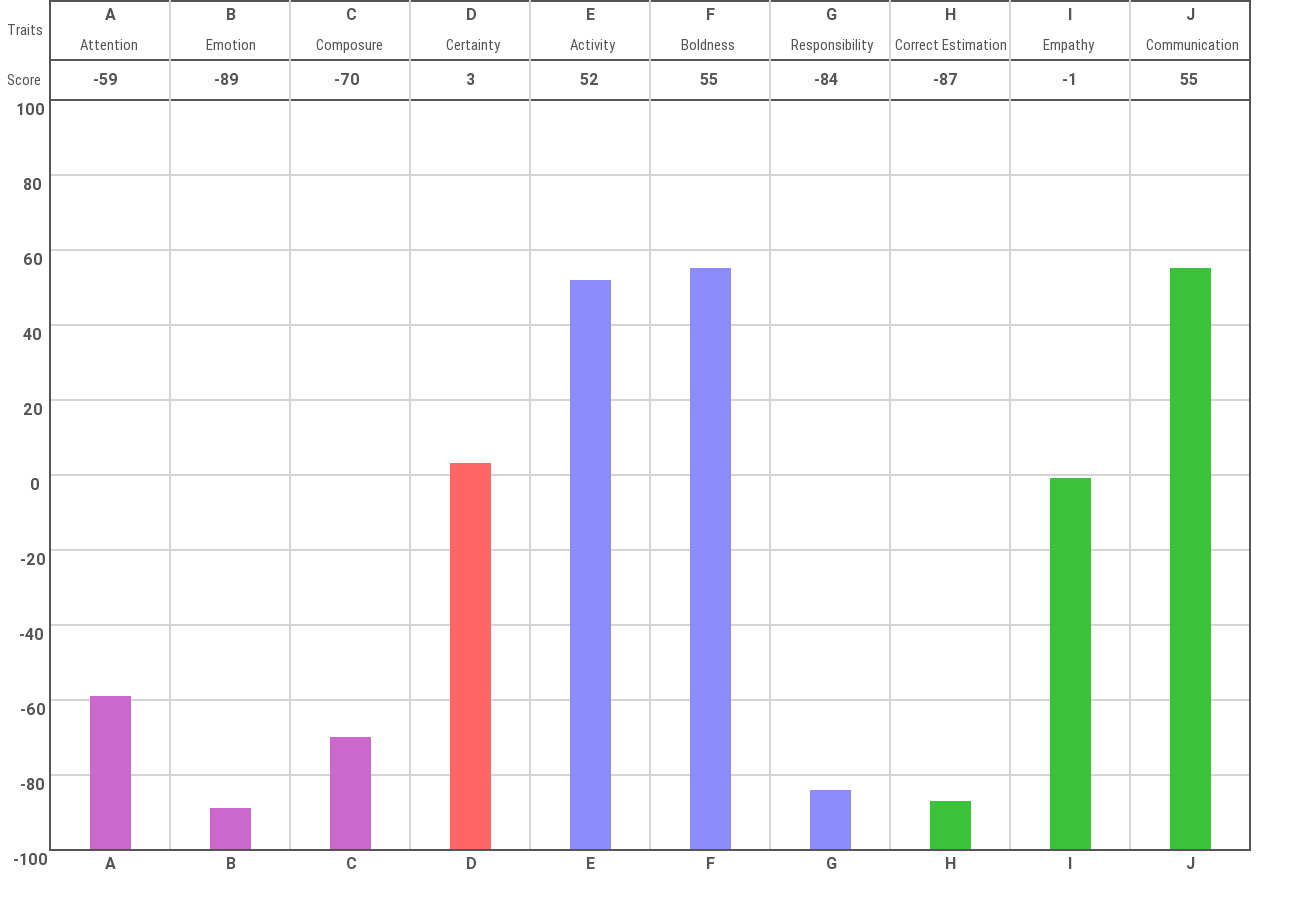 Traits A B C D E F G H I J
Attention Emotion Composure Certainty Activity Boldness Responsibility Correct Estimation Empathy Communication
Score -59 -89 -70 3 52 55 -84 -87 -1 55
100
80
60
40
20
0
-20
-40
-60
-80
-100
A B C D E F G H I J